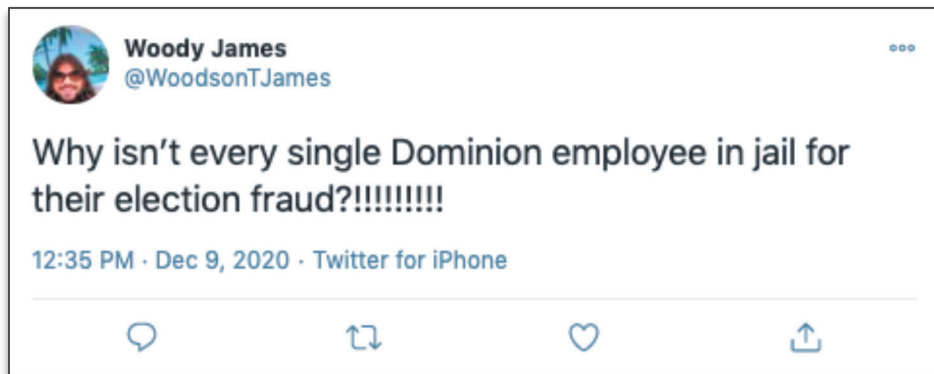 Woody James
@WoodsonTJames
Why isn't every single Dominion employee in jail for
their election fraud?!!!!!!!!!
12:35 PM · Dec 9, 2020 · Twitter for iPhone